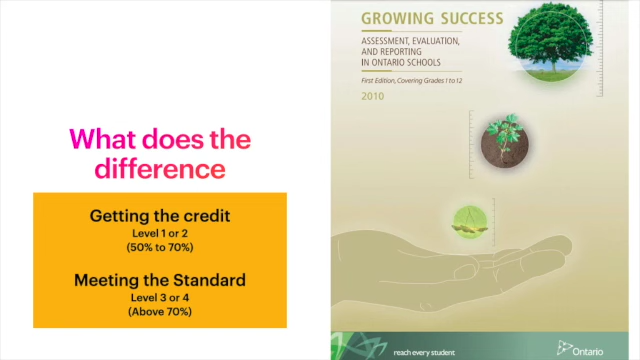 What does the
difference
Getting the credit
Level 1 or 2
(50% to 70%)
Meeting the Standard
Level 3 or 4
(Above 70%)
GROWING SUCCESS
ASSESSMENT, EVALUATION,
AND REPORTING
IN ONTARIO SCHOOLS
First Edition, Covering Grades 1 to 12
2010
reach every student
Ontario